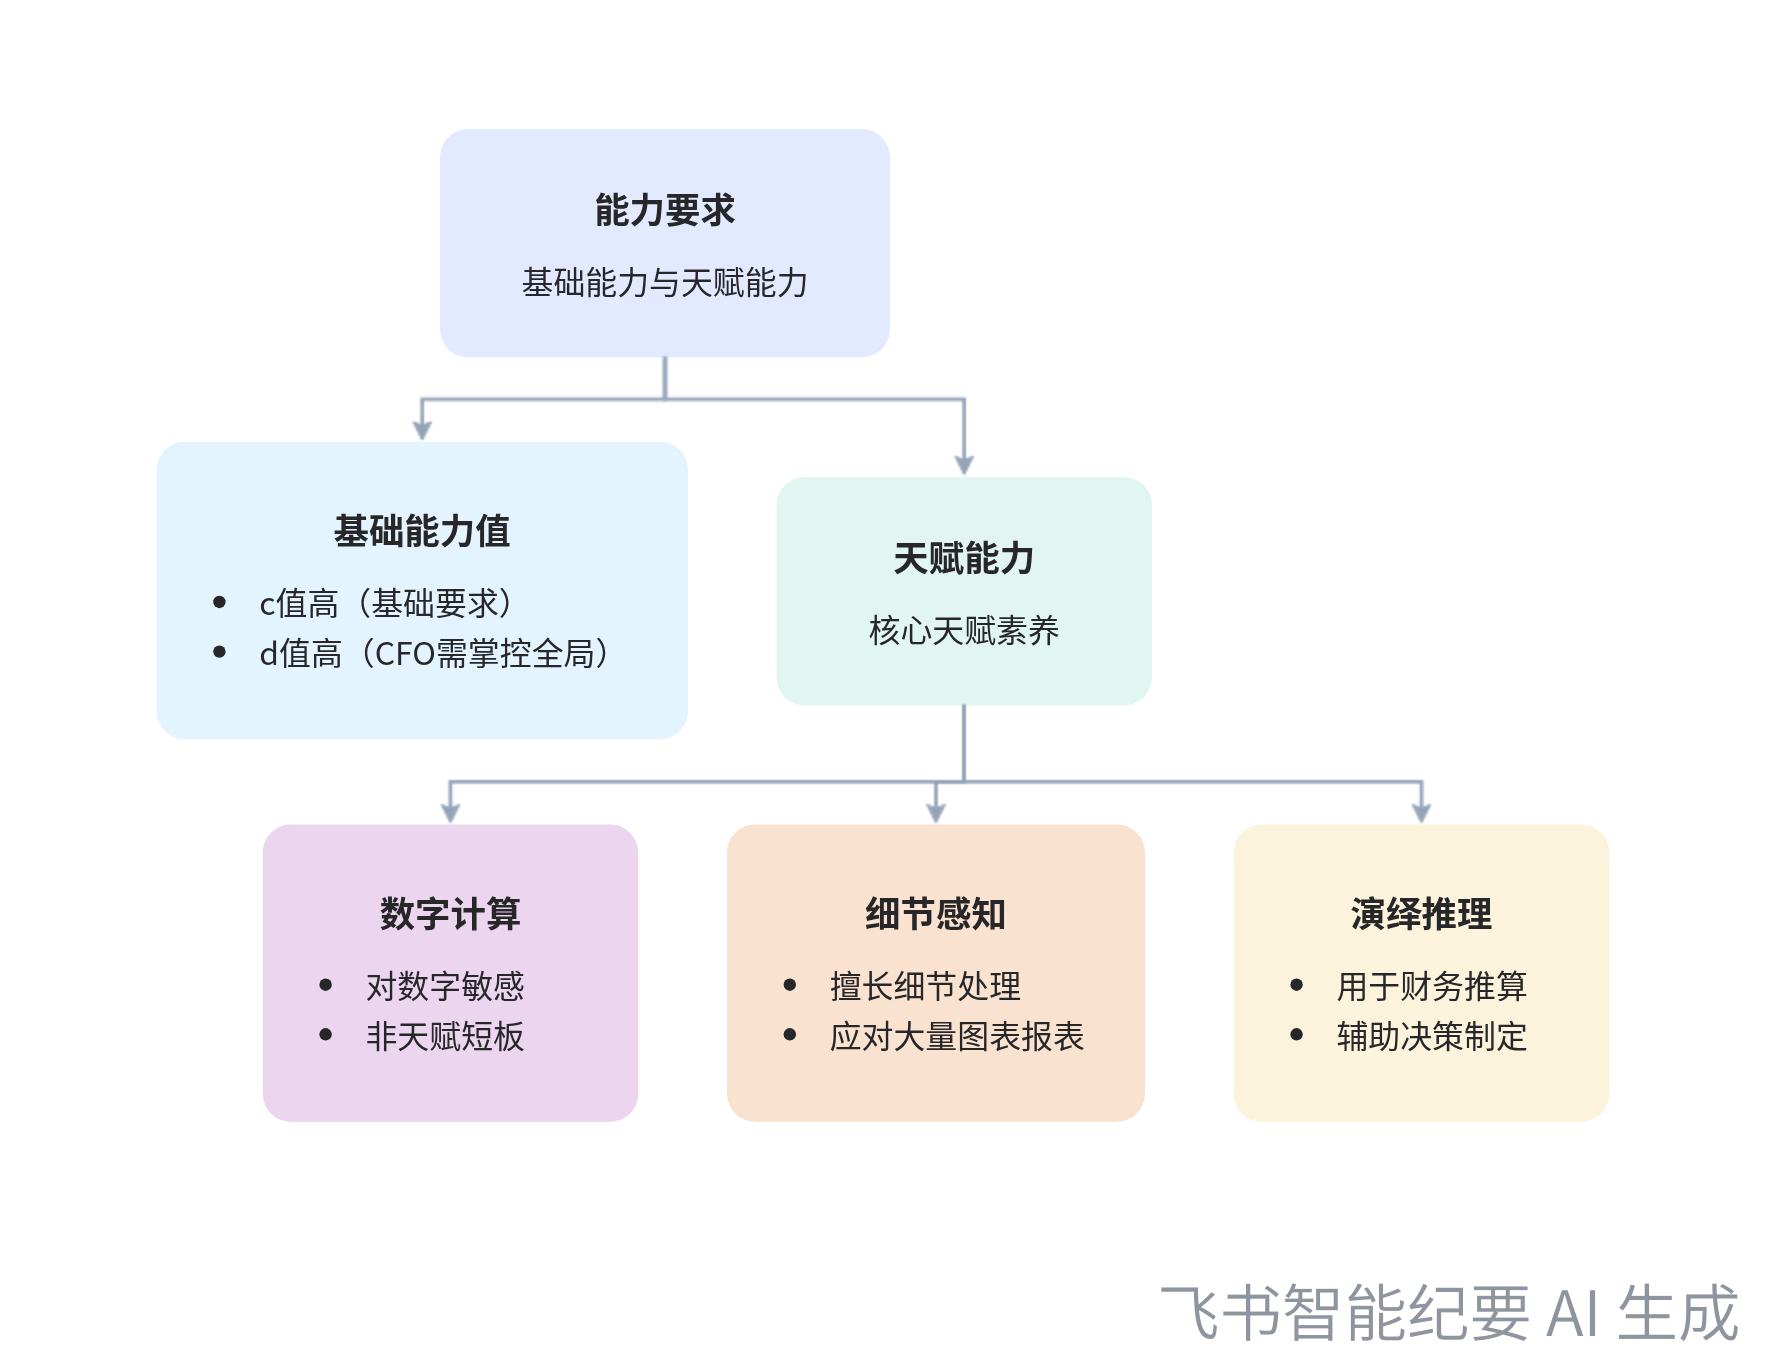 能力要求
基础能力与天赋能力
基础能力值
• c值高（基础要求）
• d值高（CFO需掌控全局）
天赋能力
核心天赋素养
数字计算
• 对数字敏感
• 非天赋短板
细节感知
• 擅长细节处理
• 应对大量图表报表
演绎推理
• 用于财务推算
• 辅助决策制定
飞书智能纪要 AI 生成